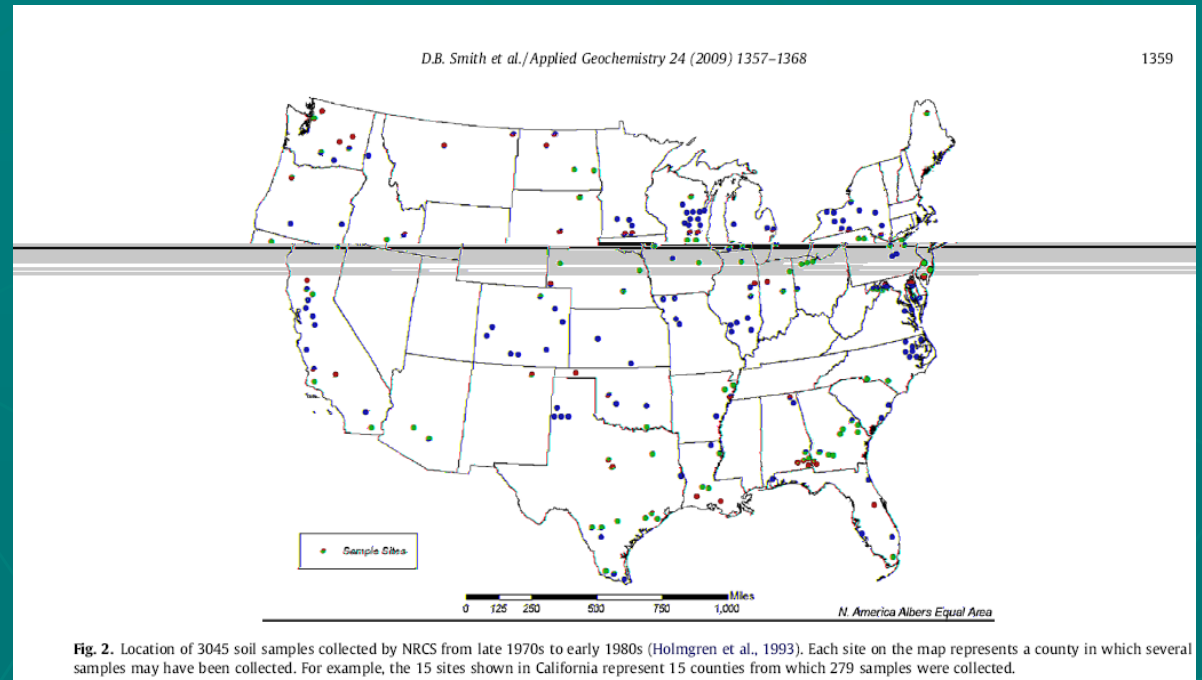 D.B. Smith et al./Applied Geochemistry 24 (2009) 1357–1368 1359
Sample Sites
Miles
0 125 250 500 750 1,000
N. America Albers Equal Area
Fig. 2. Location of 3045 soil samples collected by NRCS from late 1970s to early 1980s (Holmgren et al., 1993). Each site on the map represents a county in which several
samples may have been collected. For example, the 15 sites shown in California represent 15 counties from which 279 samples were collected.